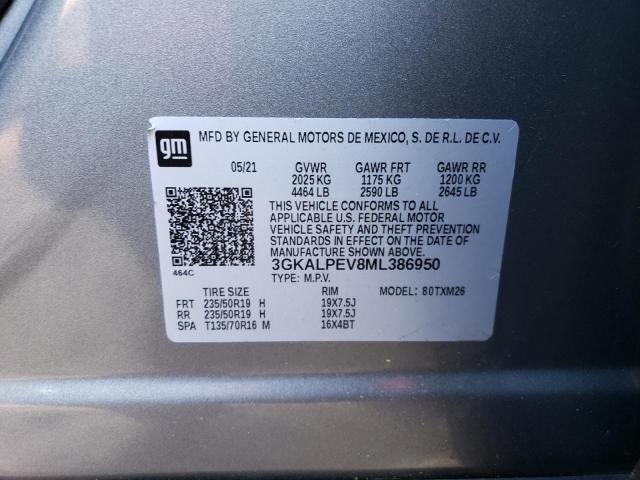 gm
MFD BY GENERAL MOTORS DE MEXICO, S. DE R.L. DE C.V.
05/21 GVWR GAWR FRT GAWR RR
2025 KG 1175 KG 1200 KG
4464 LB 2590 LB 2645 LB
THIS VEHICLE CONFORMS TO ALL
APPLICABLE U.S. FEDERAL MOTOR
VEHICLE SAFETY AND THEFT PREVENTION
STANDARDS IN EFFECT ON THE DATE OF
MANUFACTURE SHOWN ABOVE.
464C 3GKALPEV8ML386950
TYPE: M.P.V.
TIRE SIZE RIM MODEL: 80TXM26
FRT 235/50R19 H 19X7.5J
RR 235/50R19 H 19X7.5J
SPA T135/70R16 M 16X4BT